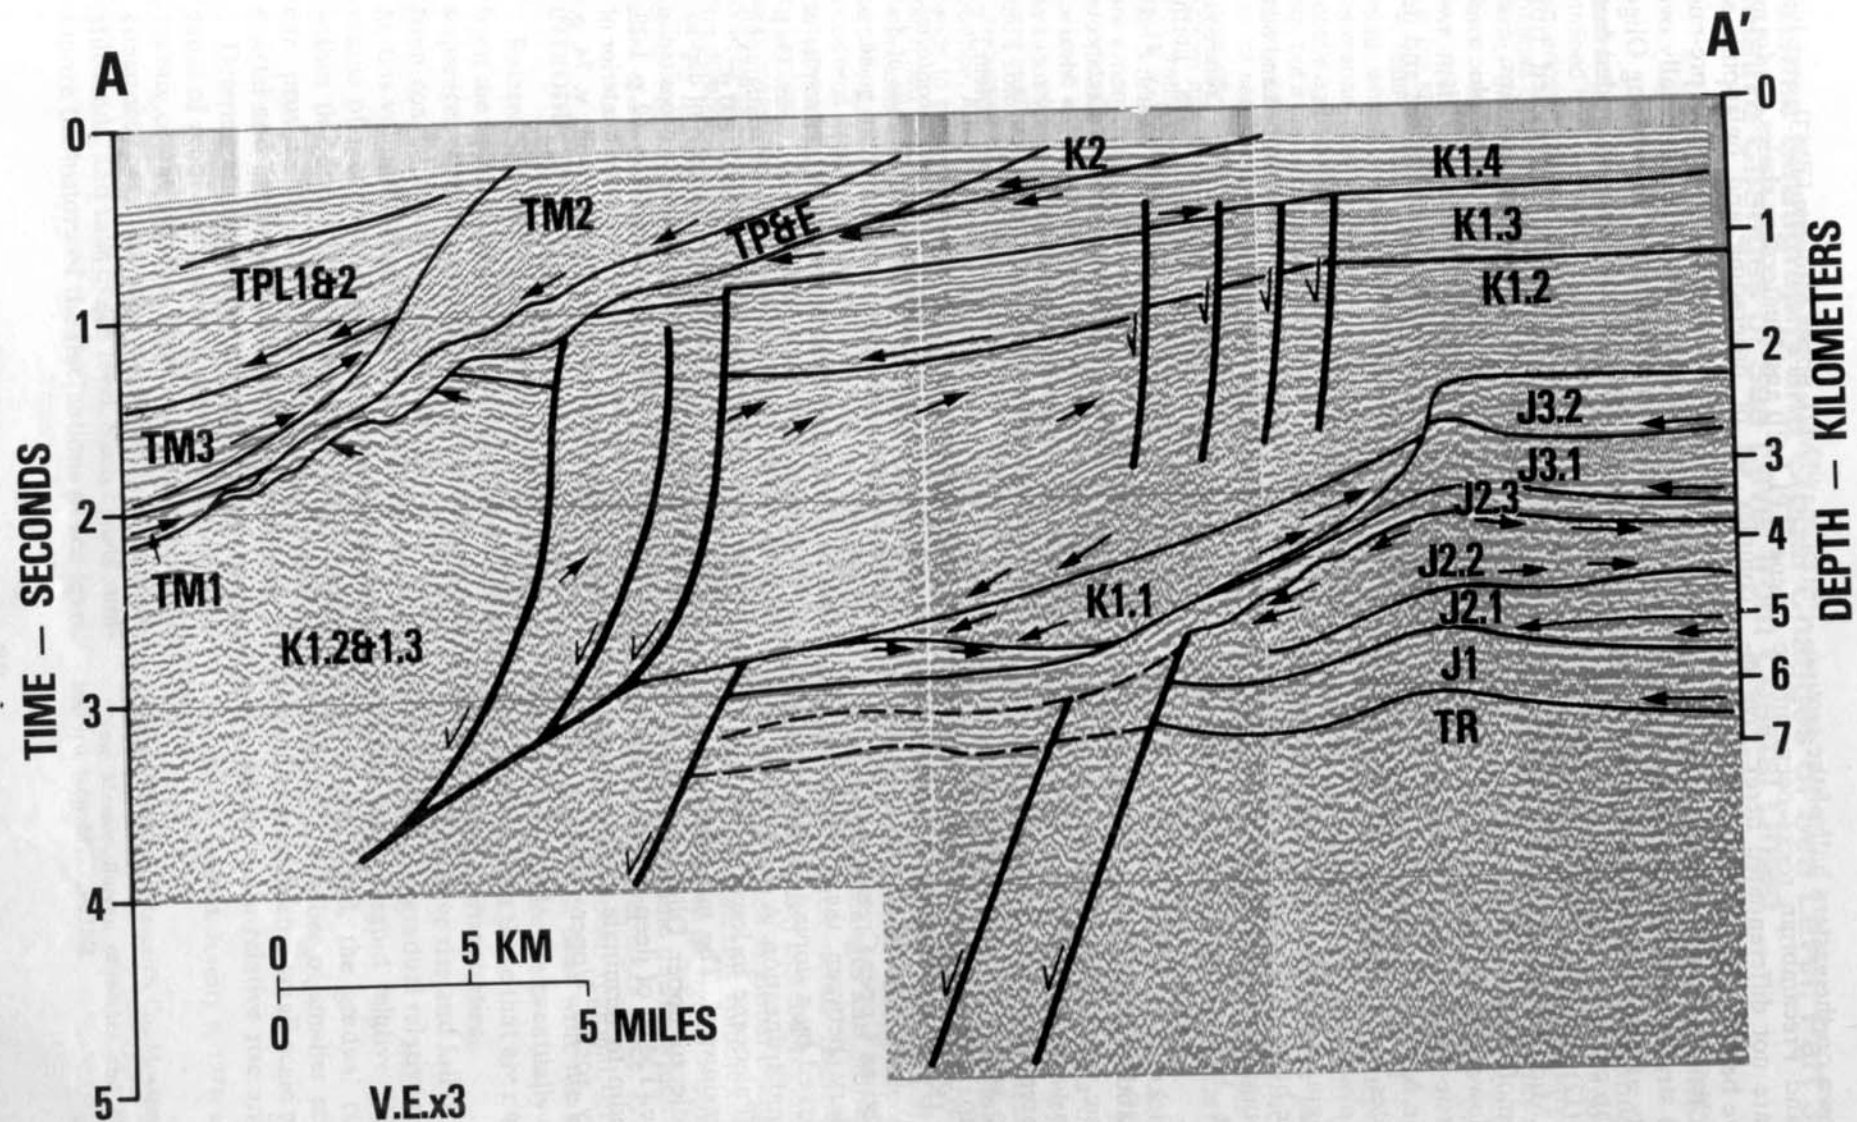 A
A'
0
1
2
3
4
5
TIME — SECONDS
0
1
2
3
4
5
6
7
DEPTH — KILOMETERS
K2
K1.4
TM2
TP&E
K1.3
TPL1&2
K1.2
J3.2
TM3
J3.1
J2.3
J2.2
TM1
K1.1
J2.1
K1.2&1.3
J1
TR
0 5 KM
0 5 MILES
V.E.x3